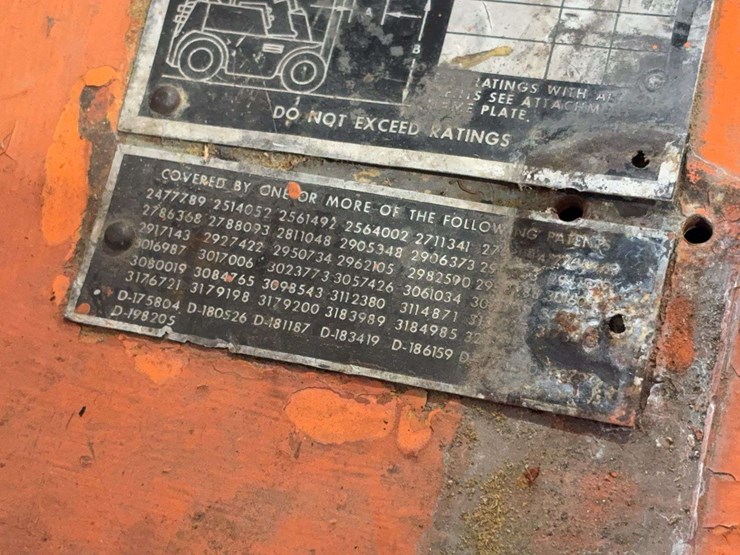 B
RATINGS WITH
SEE ATTACHM
PLATE.
DO NOT EXCEED RATINGS
COVERED BY ONE OR MORE OF THE FOLLOWING PATENTS
2477789 2514052 2561492 2564002 2711341
2786368 2788093 2811048 2905348 2906373
2917143 2927422 2950734 2962105 2982590
3016987 3017006 3023773 3057426 3061034
3080019 3084765 3098543 3112380 3114871
3176721 3179198 3179200 3183989 3184985
D-175804 D-180526 D-181187 D-183419 D-186159
D-198205